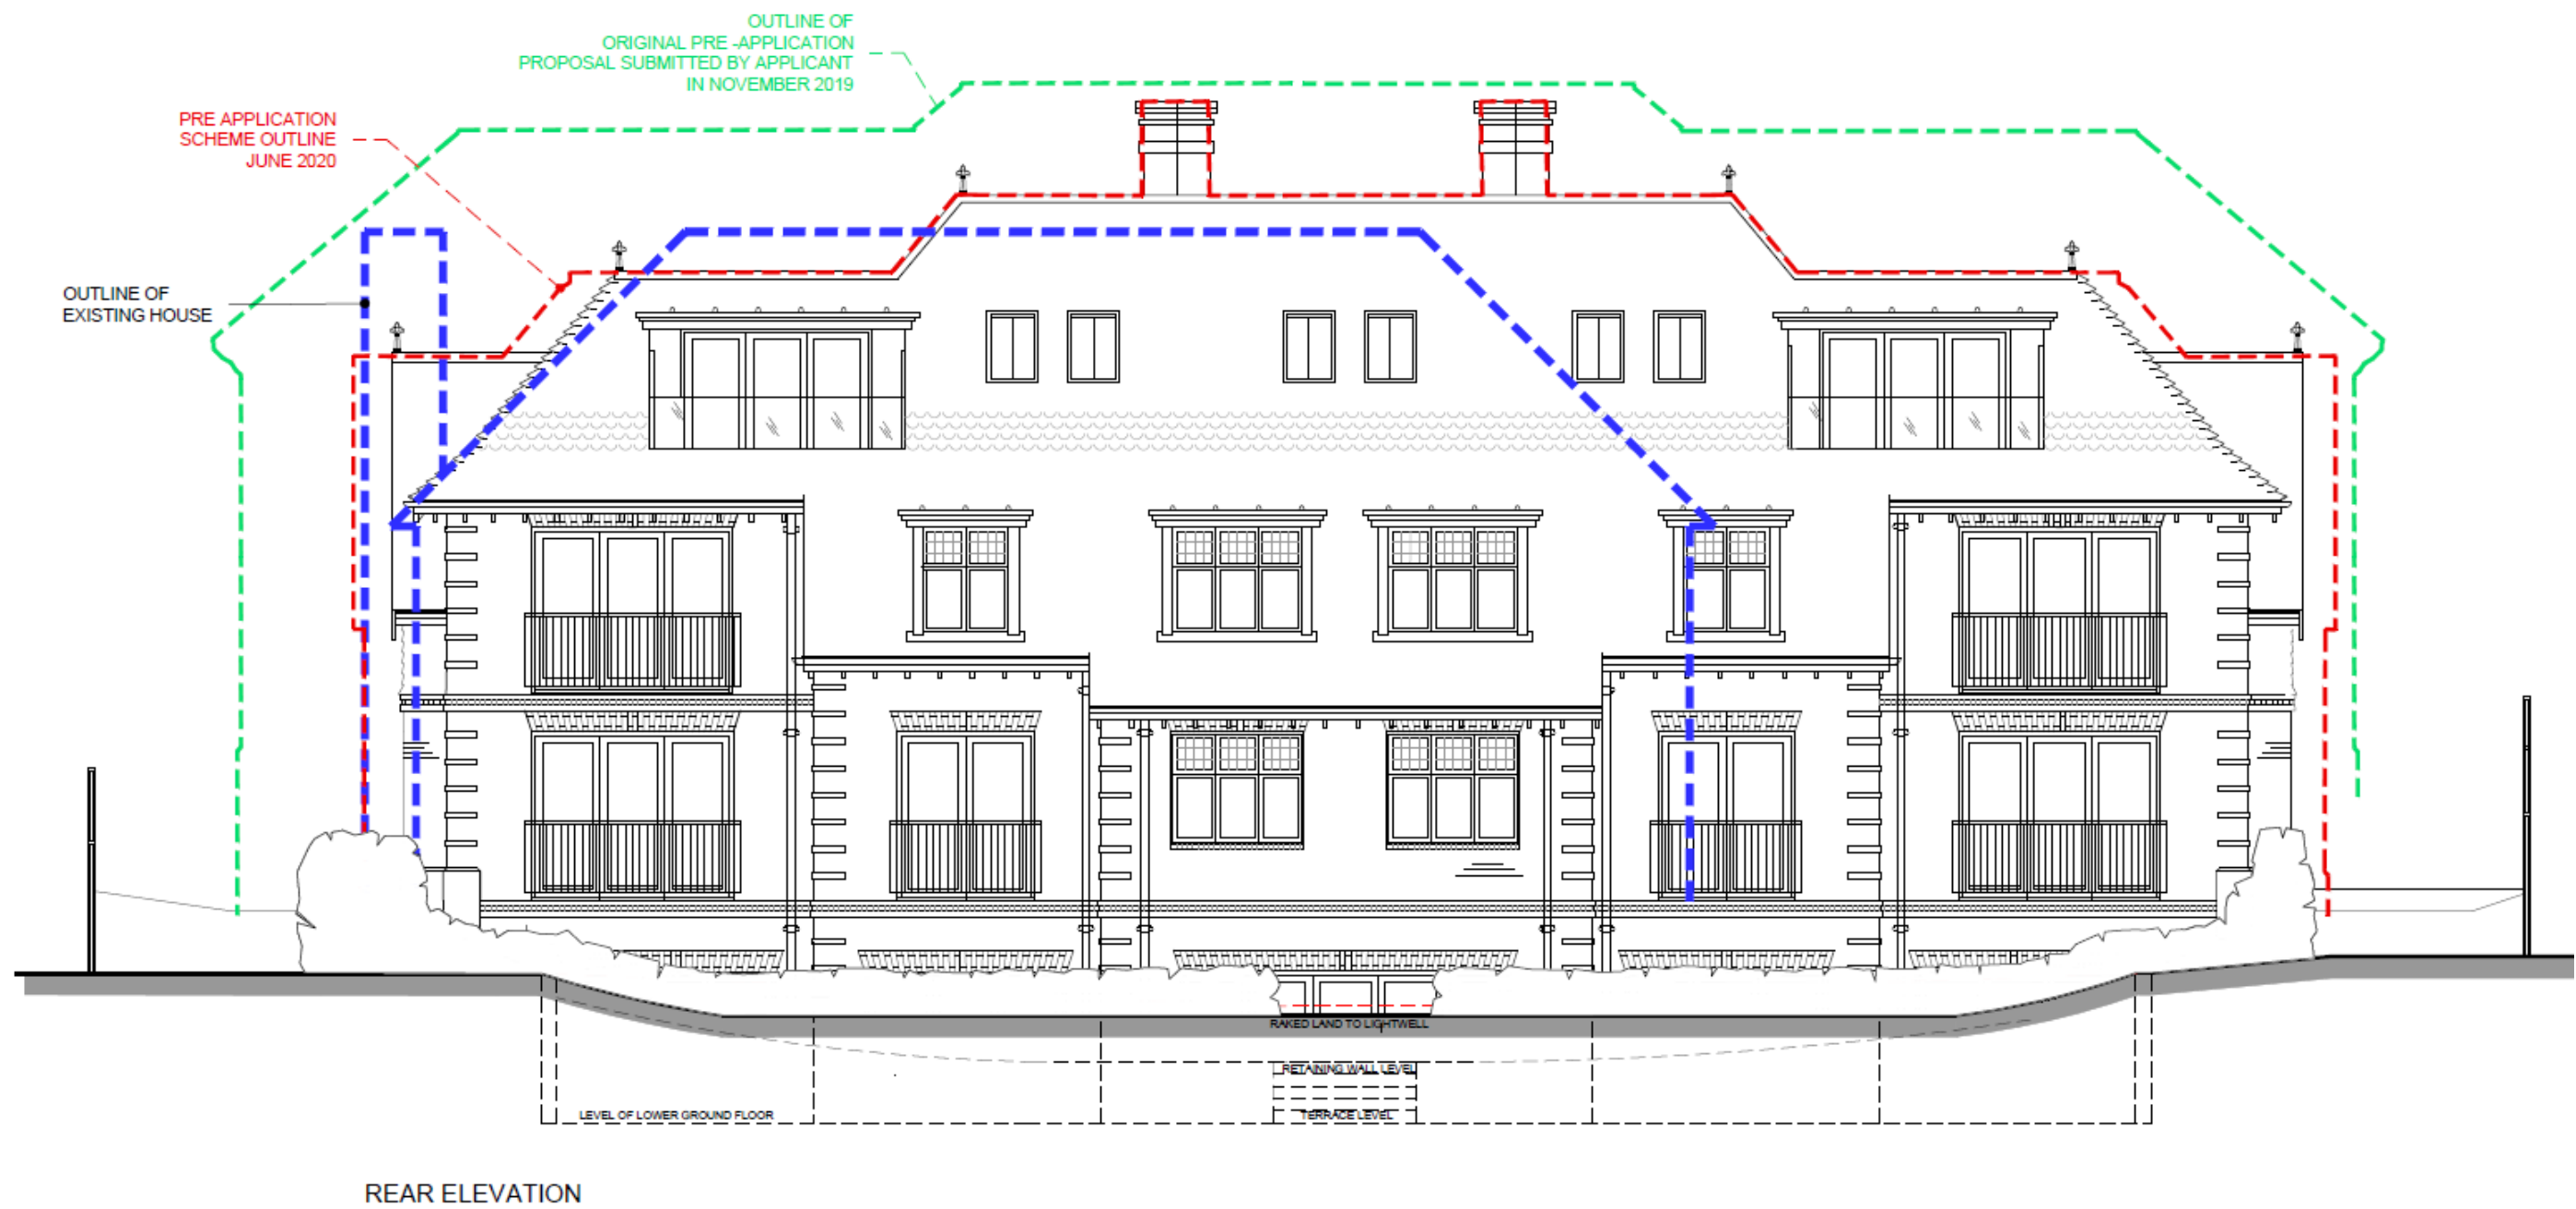 OUTLINE OF
ORIGINAL PRE -APPLICATION
PROPOSAL SUBMITTED BY APPLICANT
IN NOVEMBER 2019
PRE APPLICATION
SCHEME OUTLINE
JUNE 2020
OUTLINE OF
EXISTING HOUSE
RAKED LAND TO LIGHTWELL
RETAINING WALL LEVEL
LEVEL OF LOWER GROUND FLOOR
TERRACE LEVEL
REAR ELEVATION